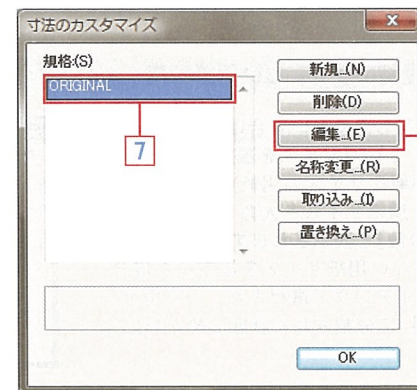 寸法のカスタマイズ
規格:(S)
ORIGINAL
7
新規...(N)
削除(D)
編集...(E)
名称変更...(R)
取り込み...(I)
置き換え...(P)
OK